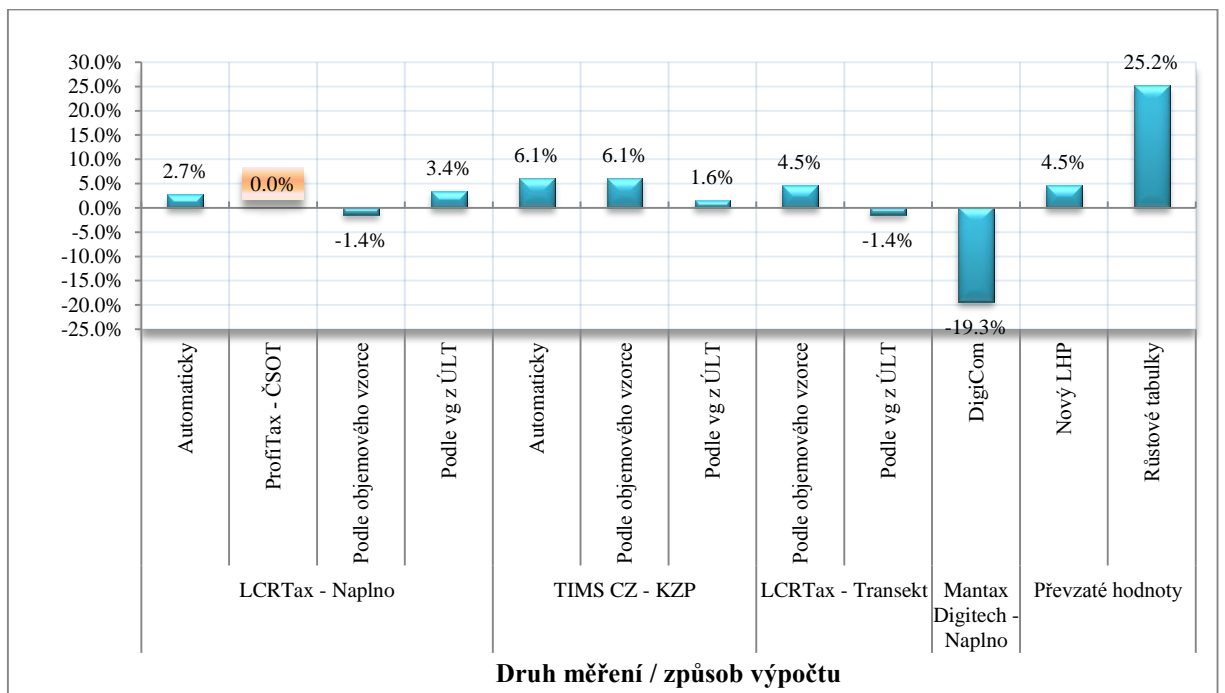 30.0%
25.0%
20.0%
15.0%
10.0%
5.0%
0.0%
-5.0%
-10.0%
-15.0%
-20.0%
-25.0%
2.7%
0.0%
-1.4%
3.4%
6.1%
6.1%
1.6%
4.5%
-1.4%
-19.3%
4.5%
25.2%
Automaticky
ProfiTax - ČSOT
Podle objemového vzorce
Podle vg z ÚLT
Automaticky
Podle objemového vzorce
Podle vg z ÚLT
Podle objemového vzorce
Podle vg z ÚLT
DigiCom
Nový LHP
Růstové tabulky
LCRTax - Naplno
TIMS CZ - KZP
LCRTax - Transekt
Mantax
Digitech -
Naplno
Převzaté hodnoty
Druh měření / způsob výpočtu